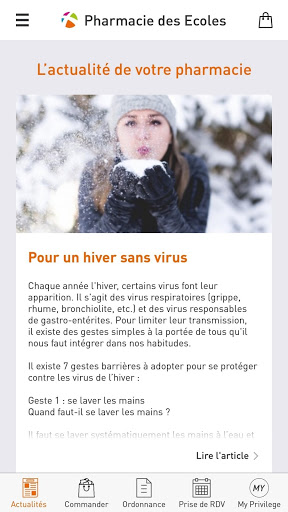 Pharmacie des Ecoles
L'actualité de votre pharmacie
Pour un hiver sans virus
Chaque année l'hiver, certains virus font leur
apparition. Il s'agit des virus respiratoires (grippe,
rhume, bronchiolite, etc.) et des virus responsables
de gastro-entérites. Pour limiter leur transmission,
il existe des gestes simples à la portée de tous qu'il
nous faut intégrer dans nos habitudes.
Il existe 7 gestes barrières à adopter pour se protéger
contre les virus de l'hiver :
Geste 1 : se laver les mains
Quand faut-il se laver les mains ?
Il faut se laver systématiquement les mains à l'eau et
Lire l'article
Actualités
Commander
Ordonnance
Prise de RDV
MY
My Privilege